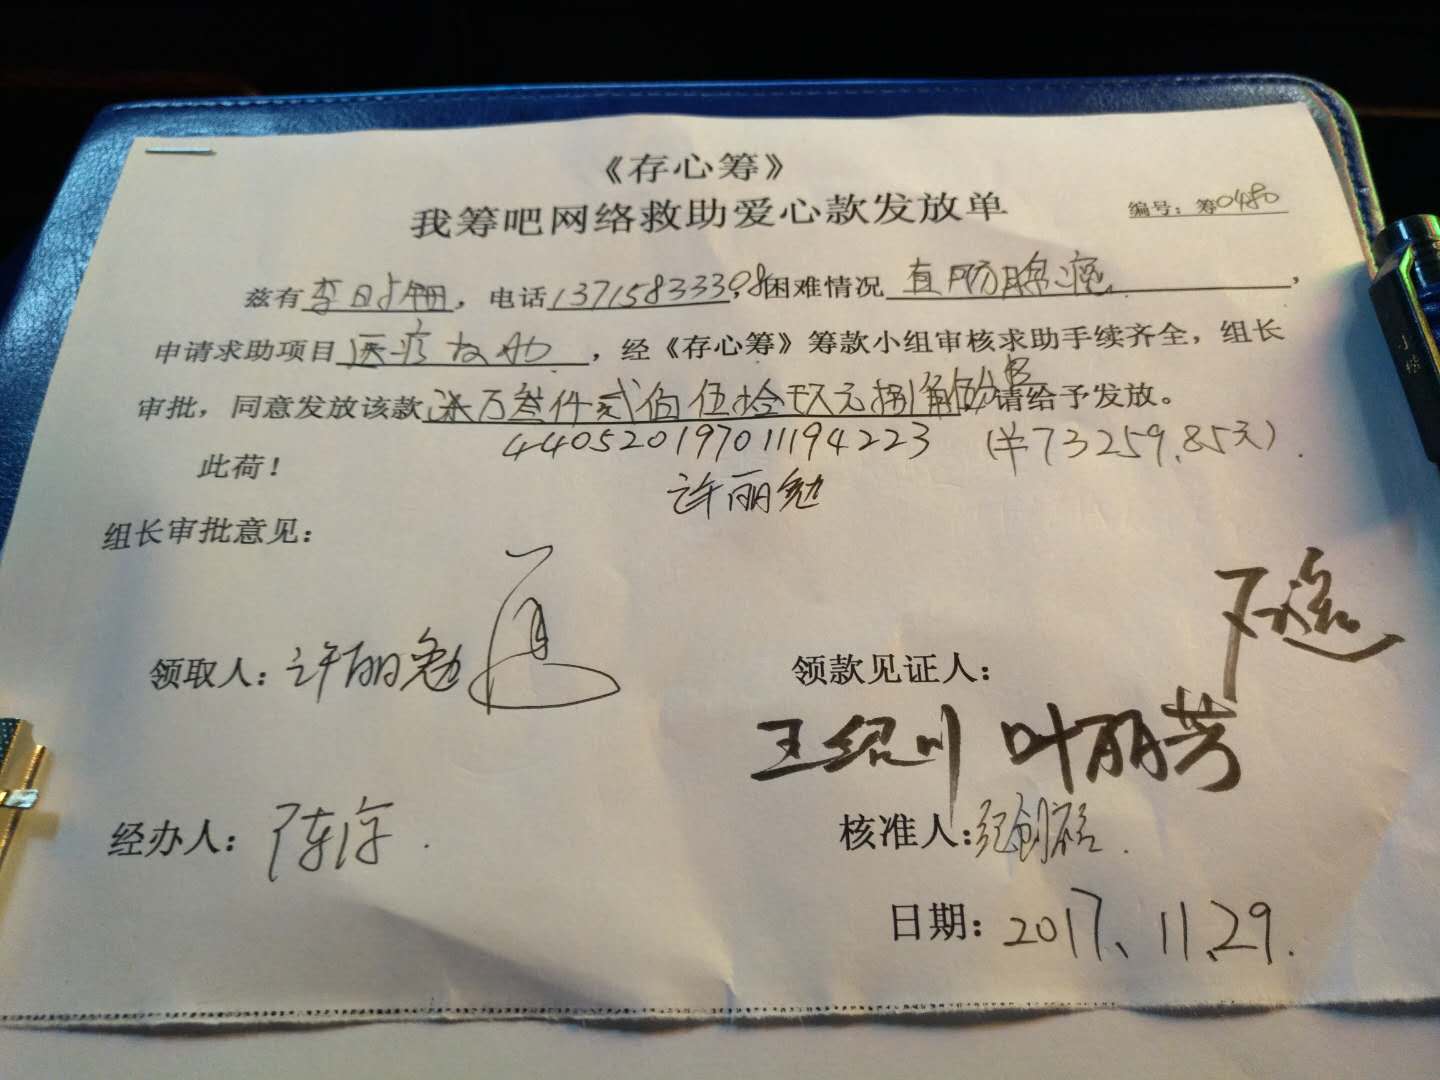 《存心筹》
我筹吧网络救助爱心款发放单
编号：筹0480
兹有李日姗，电话13715833308，困难情况直肠腺癌，
申请求助项目医疗救助，经《存心筹》筹款小组审核求助手续齐全，组长
审批，同意发放该款柒万叁仟贰佰伍拾玖元捌角伍分 请给予发放。
440520197011194223 （￥73259.85元）.
此荷！
许丽勉
组长审批意见：
领取人：许丽勉
领款见证人：
王绍川 叶丽芳
经办人：陈淳.
核准人：纪创裕.
日期：2017、11、29.